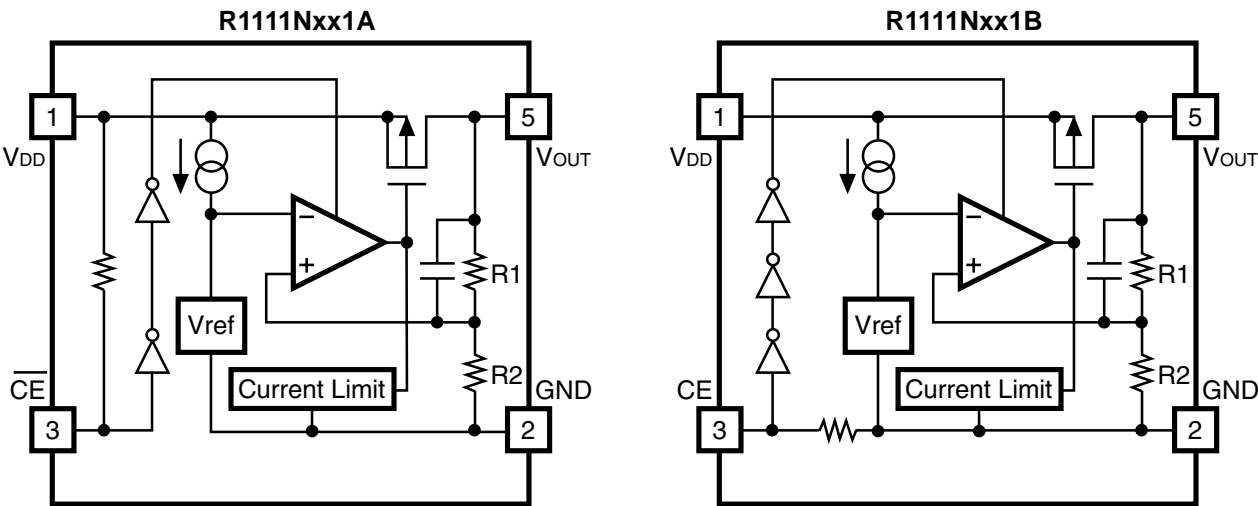 R1111Nxx1A
1
5
VDD
VOUT
−
+
R1
Vref
R2
Current Limit
CE
GND
3
2
R1111Nxx1B
1
5
VDD
VOUT
−
+
R1
Vref
R2
Current Limit
CE
GND
3
2